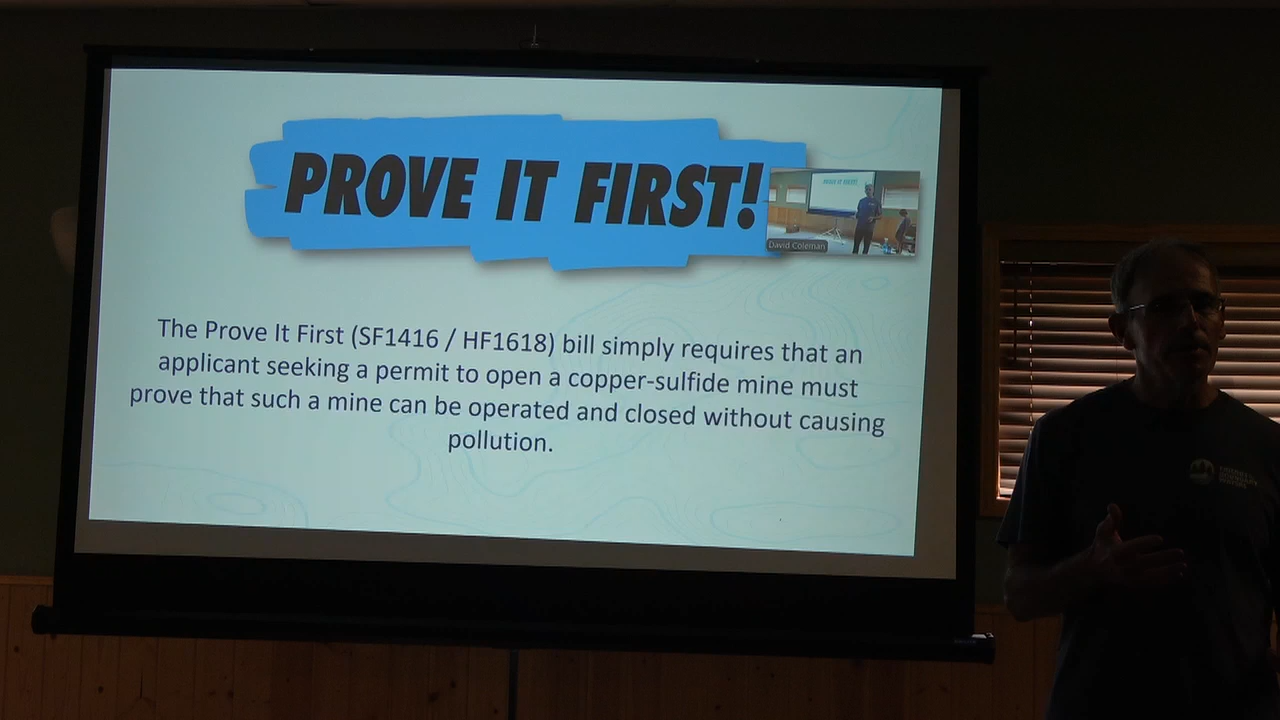 PROVE IT FIRST!
David Coleman
The Prove It First (SF1416 / HF1618) bill simply requires that an
applicant seeking a permit to open a copper-sulfide mine must
prove that such a mine can be operated and closed without causing
pollution.